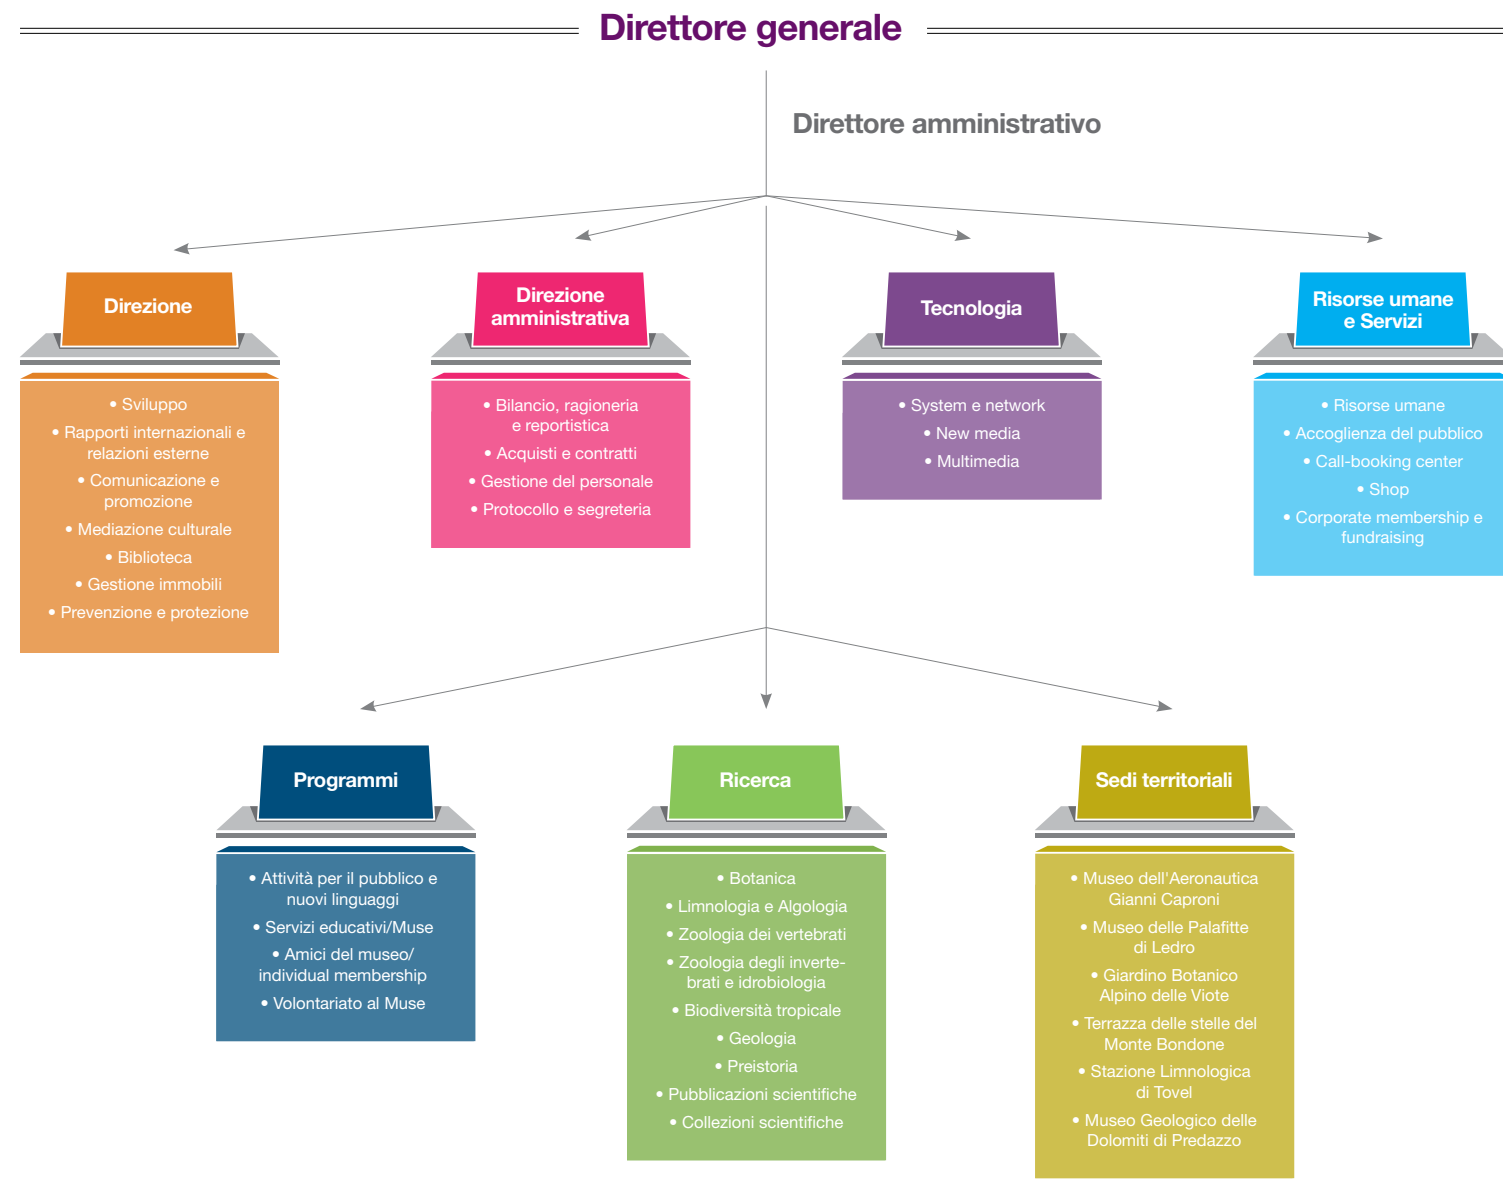 Direttore generale
Direttore amministrativo
Direzione
• Sviluppo
• Rapporti internazionali e
relazioni esterne
• Comunicazione e
promozione
• Mediazione culturale
• Biblioteca
• Gestione immobili
• Prevenzione e protezione
Direzione
amministrativa
• Bilancio, ragioneria
e reportistica
• Acquisti e contratti
• Gestione del personale
• Protocollo e segreteria
Tecnologia
• System e network
• New media
• Multimedia
Risorse umane
e Servizi
• Risorse umane
• Accoglienza del pubblico
• Call-booking center
• Shop
• Corporate membership e
fundraising
Programmi
• Attività per il pubblico e
nuovi linguaggi
• Servizi educativi/Muse
• Amici del museo/
individual membership
• Volontariato al Muse
Ricerca
• Botanica
• Limnologia e Algologia
• Zoologia dei vertebrati
• Zoologia degli inverte-
brati e idrobiologia
• Biodiversità tropicale
• Geologia
• Preistoria
• Pubblicazioni scientifiche
• Collezioni scientifiche
Sedi territoriali
• Museo dell'Aeronautica
Gianni Caproni
• Museo delle Palafitte
di Ledro
• Giardino Botanico
Alpino delle Viote
• Terrazza delle stelle del
Monte Bondone
• Stazione Limnologica
di Tovel
• Museo Geologico delle
Dolomiti di Predazzo